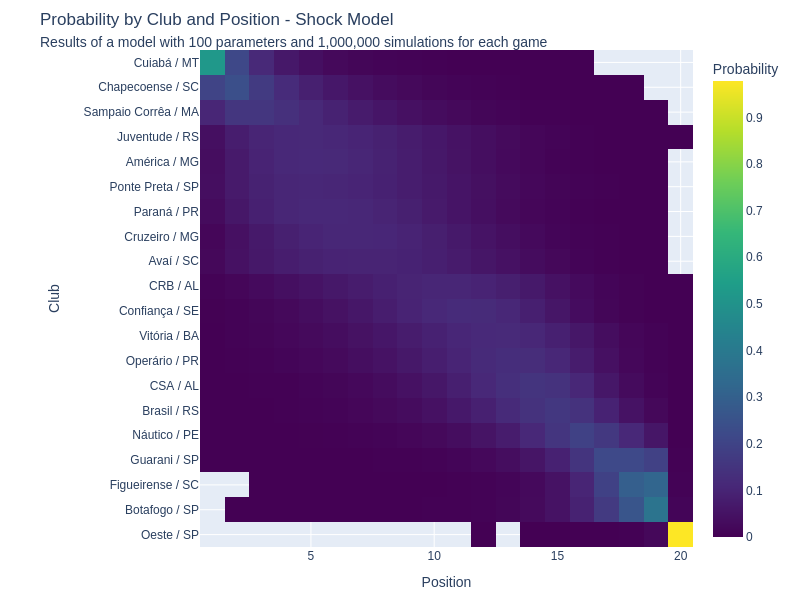 Probability by Club and Position - Shock Model
Results of a model with 100 parameters and 1,000,000 simulations for each game
Probability
Club
Cuiabá / MT
Chapecoense / SC
Sampaio Corrêa / MA
Juventude / RS
América / MG
Ponte Preta / SP
Paraná / PR
Cruzeiro / MG
Avaí / SC
CRB / AL
Confiança / SE
Vitória / BA
Operário / PR
CSA / AL
Brasil / RS
Náutico / PE
Guarani / SP
Figueirense / SC
Botafogo / SP
Oeste / SP
0.9
0.8
0.7
0.6
0.5
0.4
0.3
0.2
0.1
0
5
10
15
20
Position